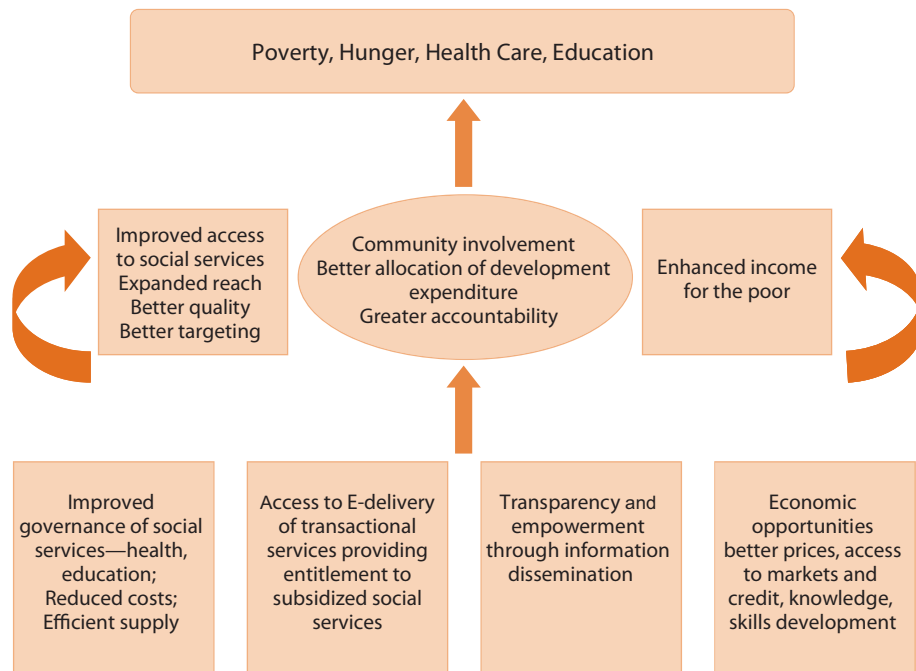 Poverty, Hunger, Health Care, Education
Improved access
to social services
Expanded reach
Better quality
Better targeting
Community involvement
Better allocation of development
expenditure
Greater accountability
Enhanced income
for the poor
Improved
governance of social
services—health,
education;
Reduced costs;
Efficient supply
Access to E-delivery
of transactional
services providing
entitlement to
subsidized social
services
Transparency and
empowerment
through information
dissemination
Economic
opportunities
better prices, access
to markets and
credit, knowledge,
skills development